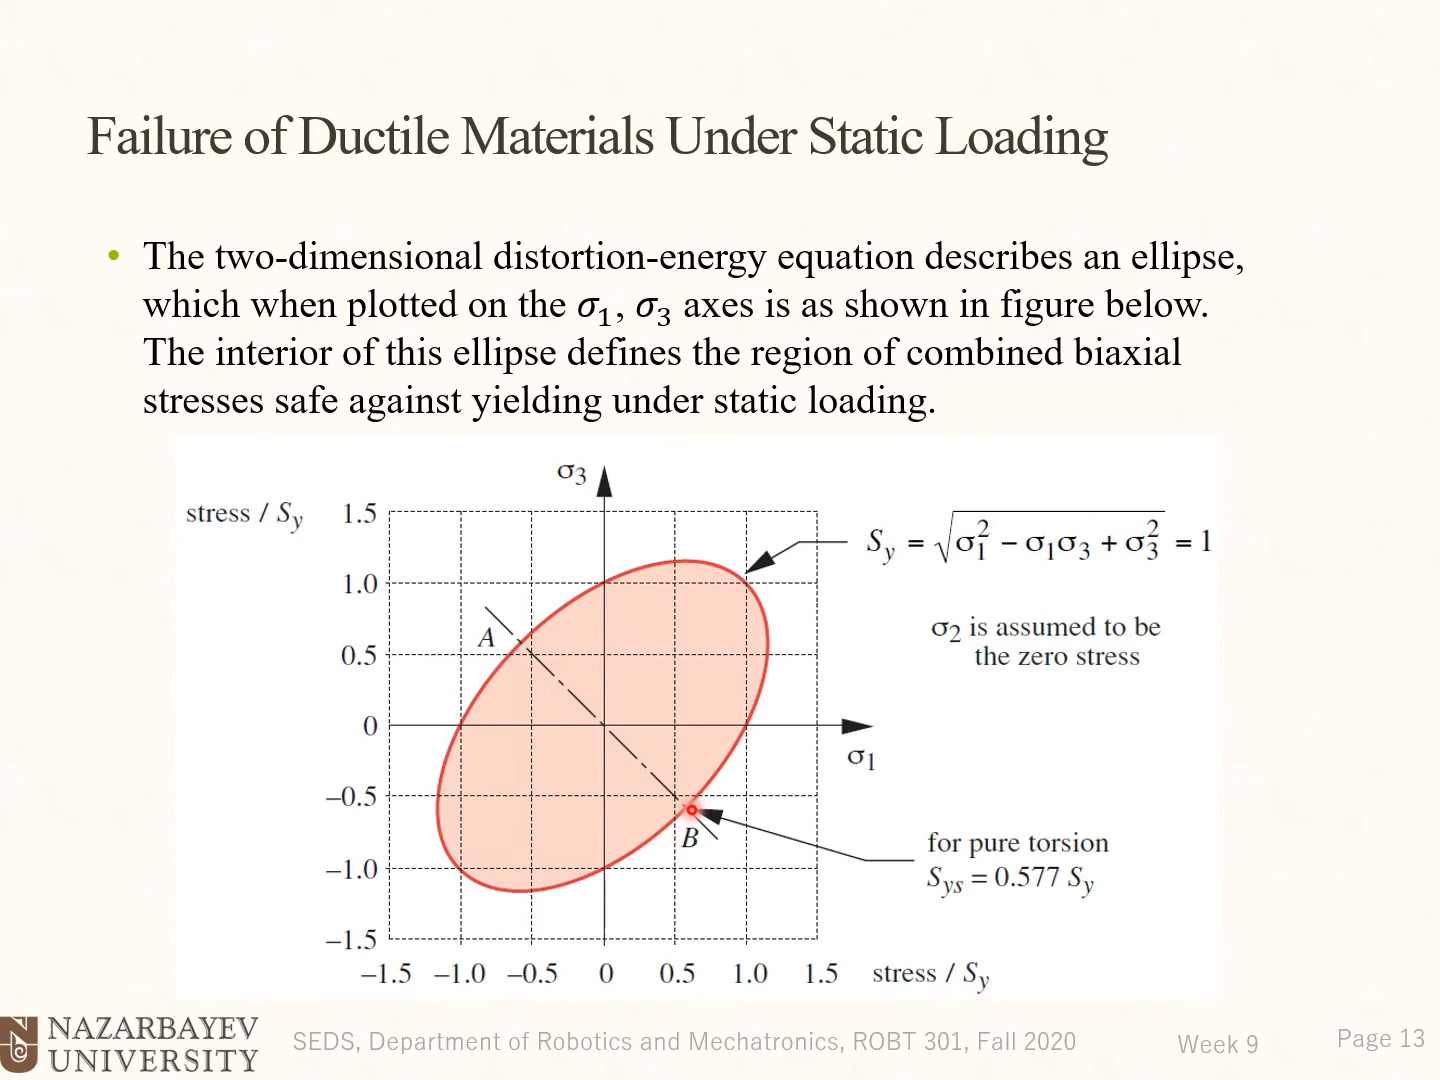 Failure of Ductile Materials Under Static Loading
• The two-dimensional distortion-energy equation describes an ellipse,
which when plotted on the σ₁, σ₃ axes is as shown in figure below.
The interior of this ellipse defines the region of combined biaxial
stresses safe against yielding under static loading.
σ₃
stress / Sy
1.5
1.0
0.5
0
–0.5
–1.0
–1.5
A
B
Sy = √(σ₁² – σ₁σ₃ + σ₃²) = 1
σ₂ is assumed to be
the zero stress
σ₁
for pure torsion
Sys = 0.577 Sy
–1.5 –1.0 –0.5 0 0.5 1.0 1.5 stress / Sy
NAZARBAYEV
UNIVERSITY
SEDS, Department of Robotics and Mechatronics, ROBT 301, Fall 2020
Week 9
Page 13